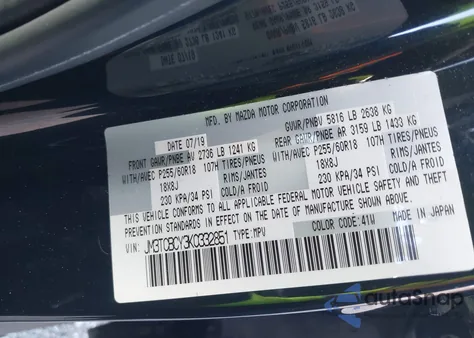 MFD. BY MAZDA MOTOR CORPORATION
DATE 07/19 GVWR/PNBV 5816 LB 2638 KG
FRONT GAWR/PNBE AV 2736 LB 1241 KG GAWR/PNBE AR 3159 LB 1433 KG
WITH/AVEC P255/60R18 107H TIRES/PNEUS WITH/AVEC P255/60R18 107H TIRES/PNEUS
18X8J RIMS/JANTES 18X8J RIMS/JANTES
230 KPA/34 PSI COLD/A FROID 230 KPA/34 PSI COLD/A FROID
THIS VEHICLE CONFORMS TO ALL APPLICABLE FEDERAL MOTOR VEHICLE SAFETY, BUMPER, AND THEFT
PREVENTION STANDARDS IN EFFECT ON THE DATE OF MANUFACTURE SHOWN ABOVE.
VIN: JM3TCBCY3K0332851 TYPE: MPV COLOR CODE: 41W MADE IN JAPAN
autoSnap